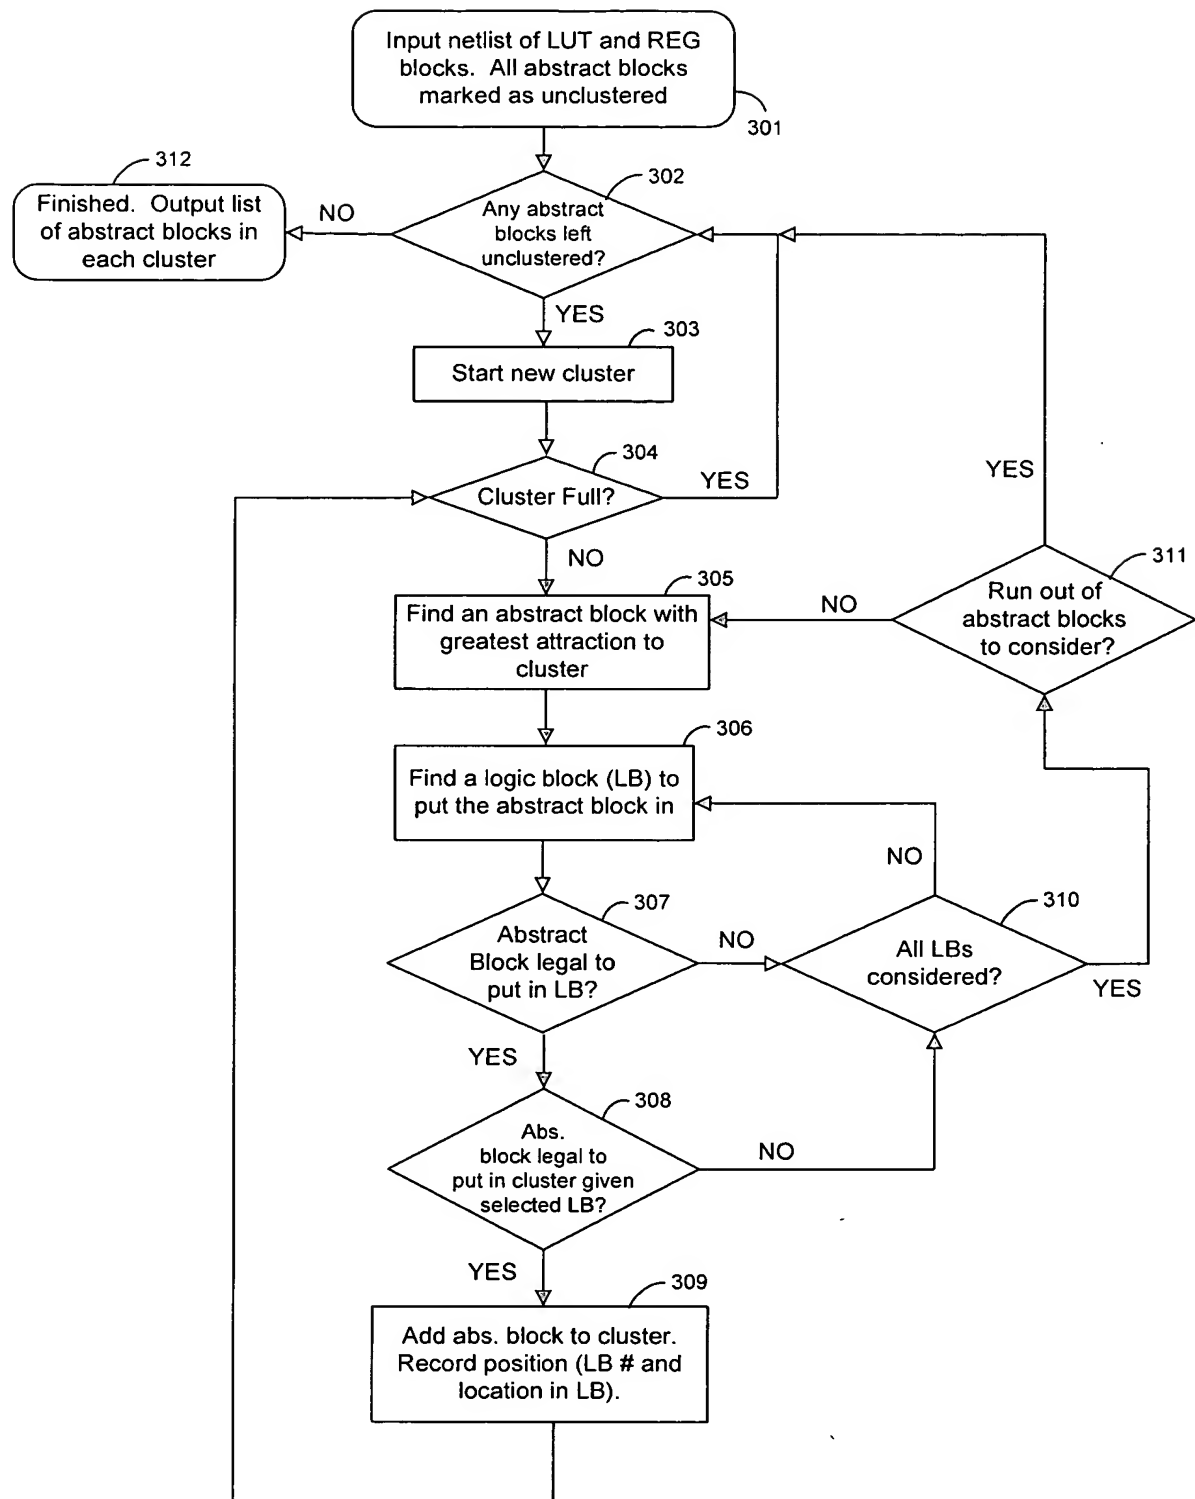 Input netlist of LUT and REG
blocks. All abstract blocks
marked as unclustered
301
312
Finished. Output list
of abstract blocks in
each cluster
NO
302
Any abstract
blocks left
unclustered?
YES
303
Start new cluster
304
Cluster Full?
YES
NO
305
Find an abstract block with
greatest attraction to
cluster
NO
YES
311
Run out of
abstract blocks
to consider?
306
Find a logic block (LB) to
put the abstract block in
NO
307
Abstract
Block legal to
put in LB?
NO
310
All LBs
considered?
YES
YES
308
Abs.
block legal to
put in cluster given
selected LB?
NO
YES
309
Add abs. block to cluster.
Record position (LB # and
location in LB).